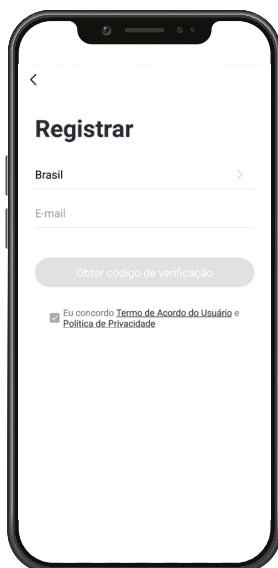 Registrar
Brasil
E-mail
Obter código de verificação
Eu concordo Termo de Acordo do Usuário e
Política de Privacidade